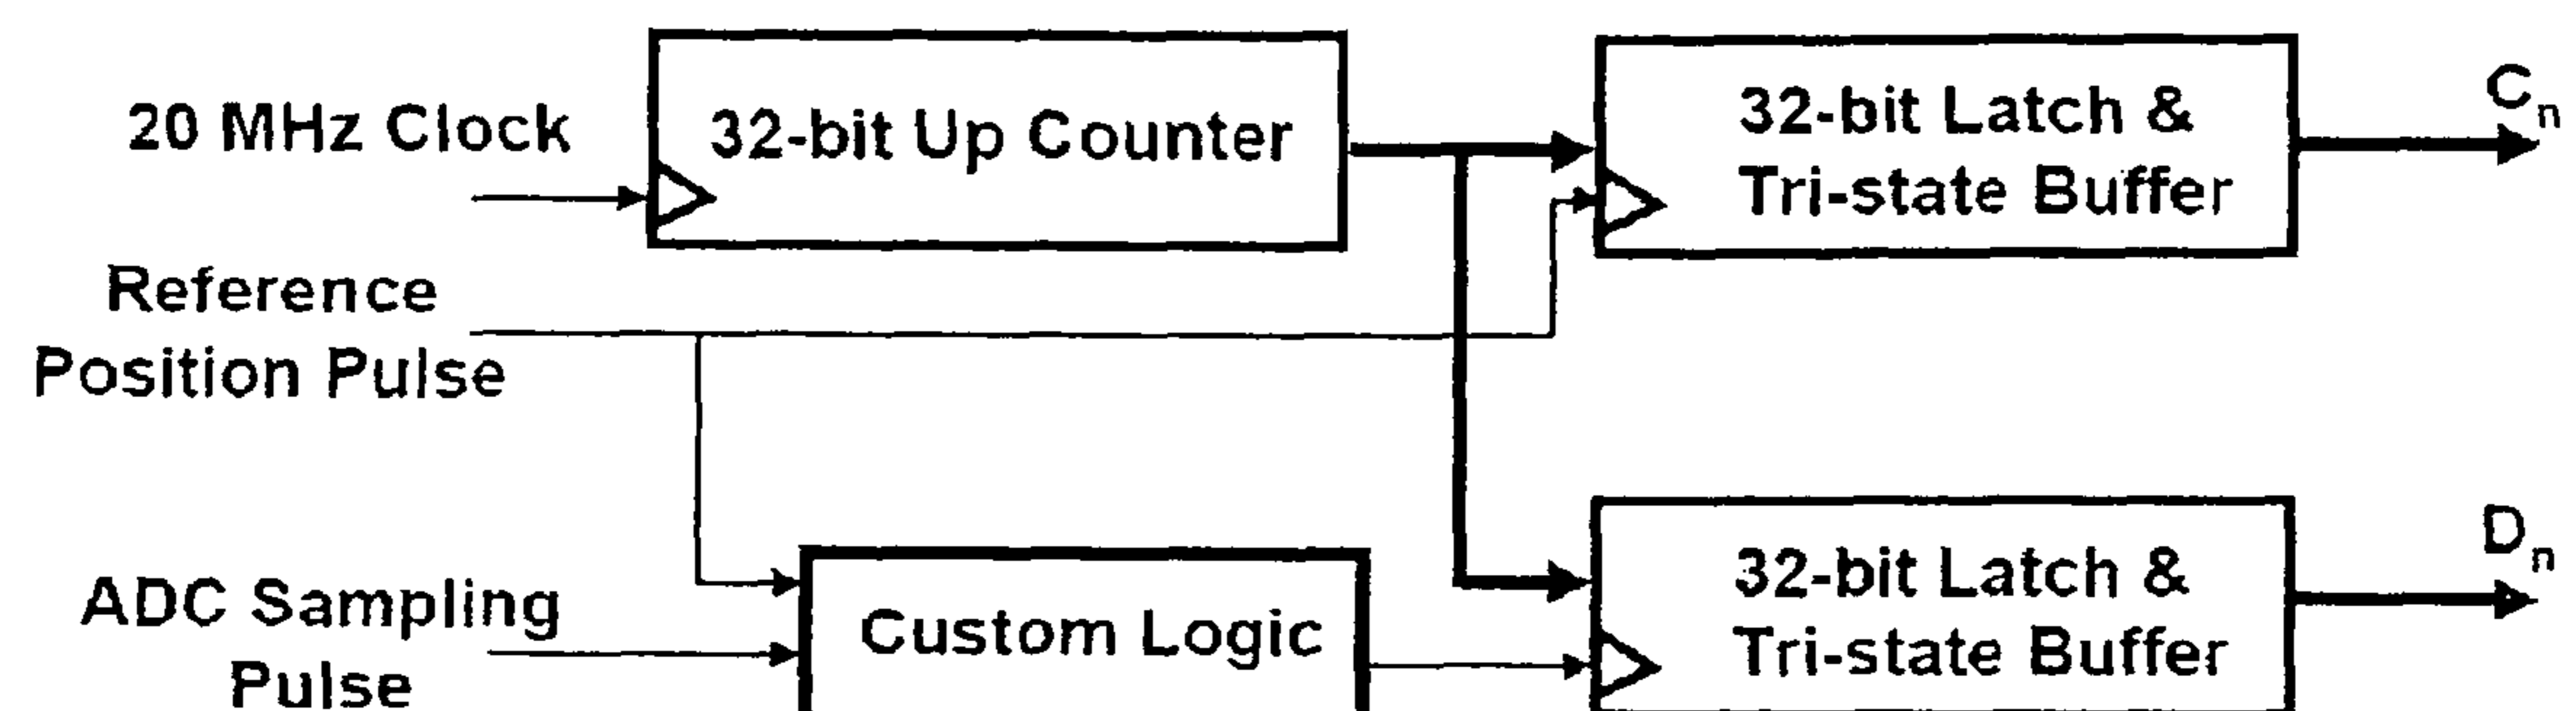 20 MHz Clock
32-bit Up Counter
32-bit Latch &
Tri-state Buffer
Cn
Reference
Position Pulse
ADC Sampling
Pulse
Custom Logic
32-bit Latch &
Tri-state Buffer
Dn